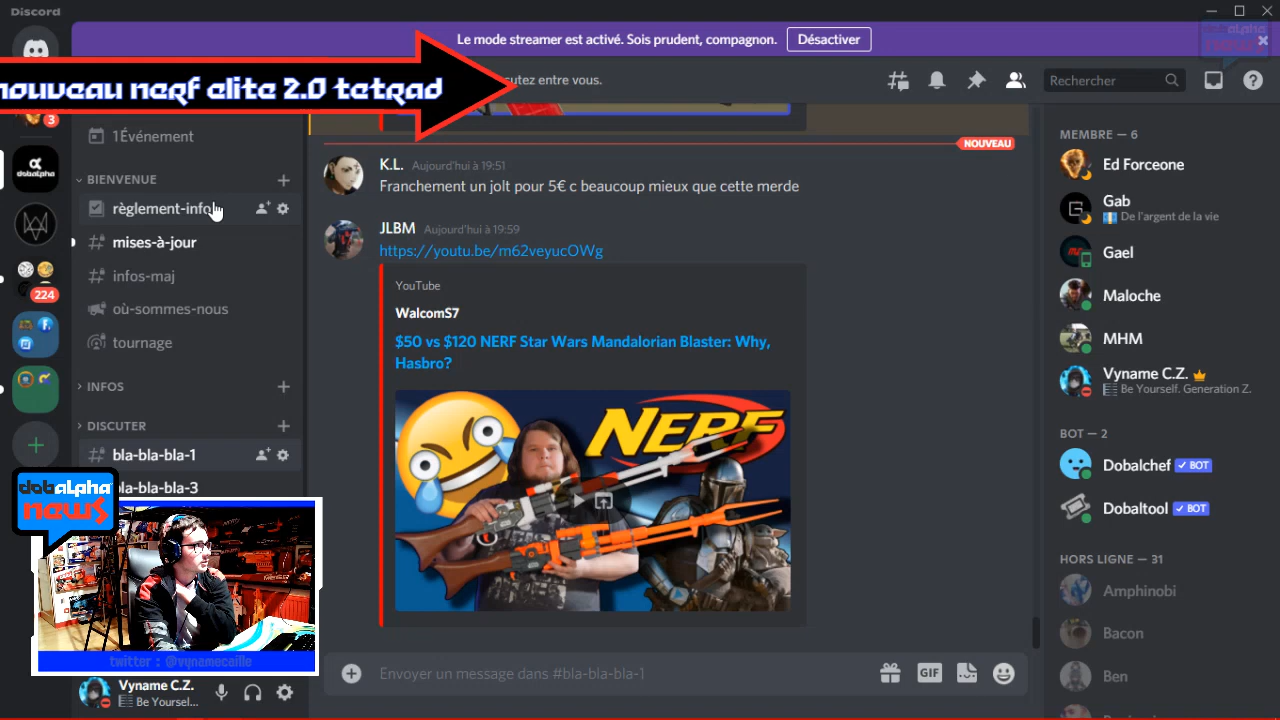 Discord
Le mode streamer est activé. Sois prudent, compagnon.
Désactiver
nouveau nerf elite 2.0 tetrad
cutez entre vous.
Rechercher
3
1Événement
dobalpha
BIENVENUE
règlement-info
mises-à-jour
infos-maj
224
où-sommes-nous
tournage
INFOS
DISCUTER
bla-bla-bla-1
bla-bla-bla-3
dobalpha
news
twitter : @vynamecaille
Vyname C.Z.
Be Yoursel...
NOUVEAU
K.L. Aujourd'hui à 19:51
Franchement un jolt pour 5€ c beaucoup mieux que cette merde
JLBM Aujourd'hui à 19:59
https://youtu.be/m62veyucOWg
YouTube
WalcomS7
$50 vs $120 NERF Star Wars Mandalorian Blaster: Why,
Hasbro?
NERF
Envoyer un message dans #bla-bla-bla-1
GIF
MEMBRE — 6
Ed Forceone
Gab
De l'argent de la vie
Gael
Maloche
MHM
Vyname C.Z.
Be Yourself. Generation Z.
BOT — 2
Dobalchef BOT
Dobaltool BOT
HORS LIGNE — 31
Amphinobi
Bacon
Ben